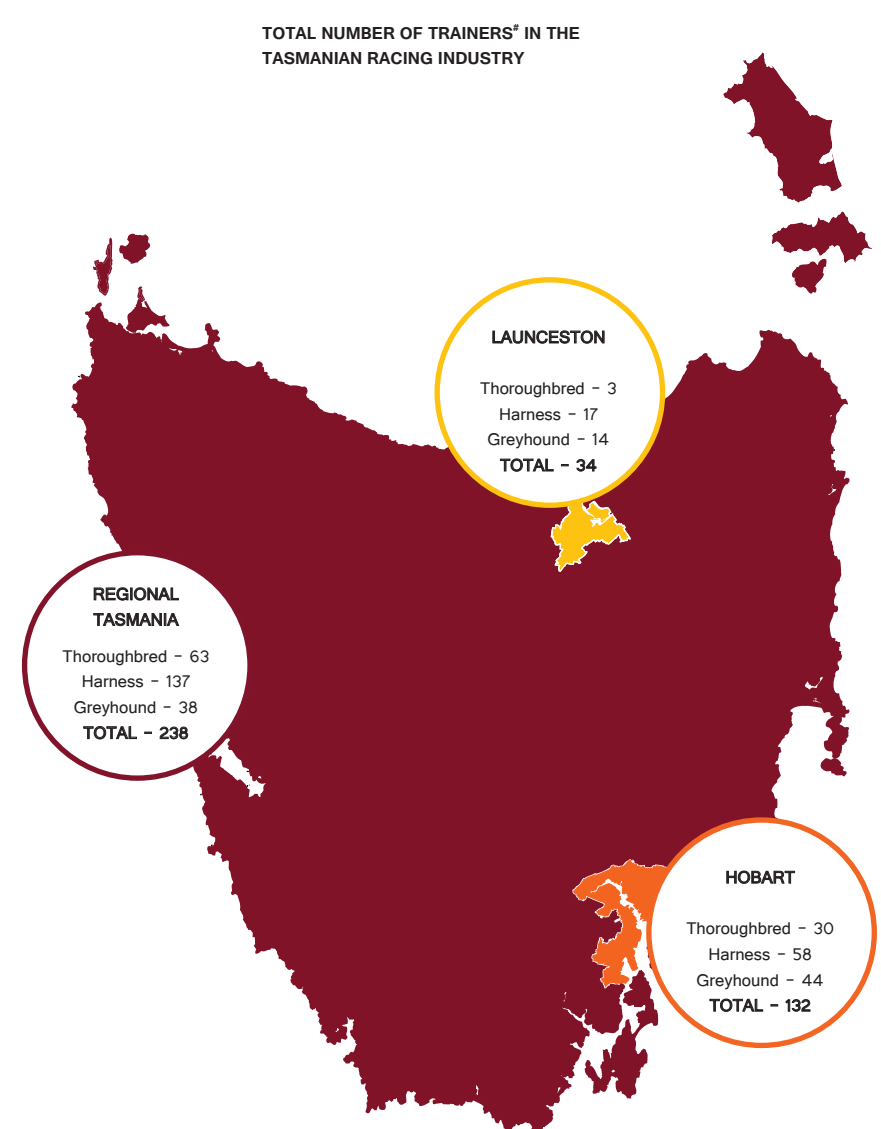 TOTAL NUMBER OF TRAINERS# IN THE
TASMANIAN RACING INDUSTRY
LAUNCESTON
Thoroughbred - 3
Harness - 17
Greyhound - 14
TOTAL - 34
REGIONAL
TASMANIA
Thoroughbred - 63
Harness - 137
Greyhound - 38
TOTAL - 238
HOBART
Thoroughbred - 30
Harness - 58
Greyhound - 44
TOTAL - 132